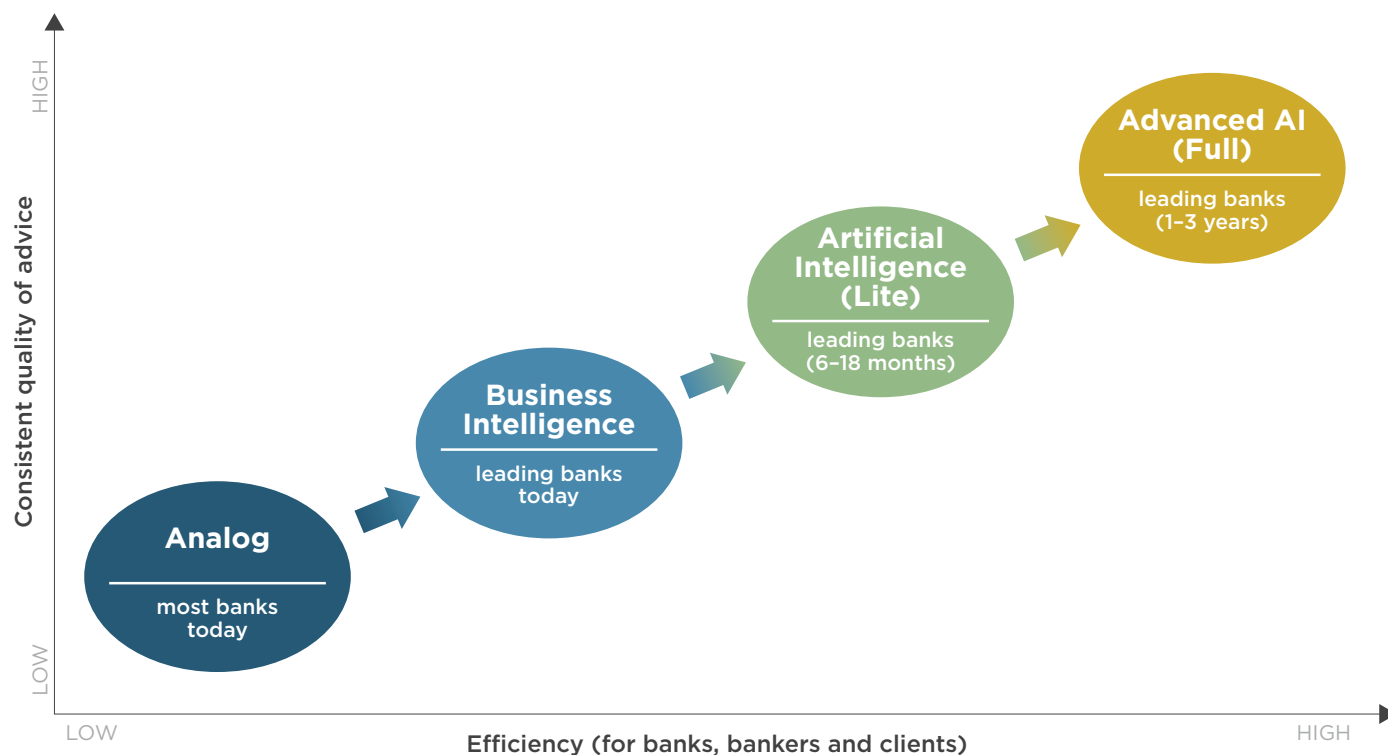 HIGH
Consistent quality of advice
LOW
Advanced AI
(Full)
leading banks
(1–3 years)
Artificial
Intelligence
(Lite)
leading banks
(6–18 months)
Business
Intelligence
leading banks
today
Analog
most banks
today
LOW
Efficiency (for banks, bankers and clients)
HIGH